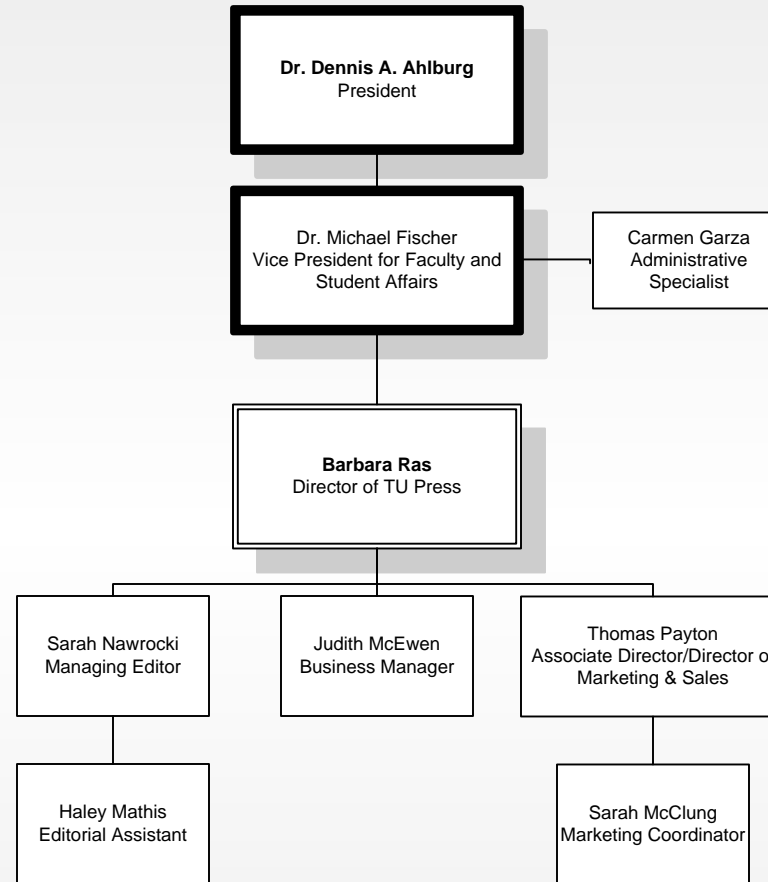 Dr. Dennis A. Ahlburg
President
Dr. Michael Fischer
Vice President for Faculty and
Student Affairs
Carmen Garza
Administrative
Specialist
Barbara Ras
Director of TU Press
Sarah Nawrocki
Managing Editor
Judith McEwen
Business Manager
Thomas Payton
Associate Director/Director o
Marketing & Sales
Haley Mathis
Editorial Assistant
Sarah McClung
Marketing Coordinator